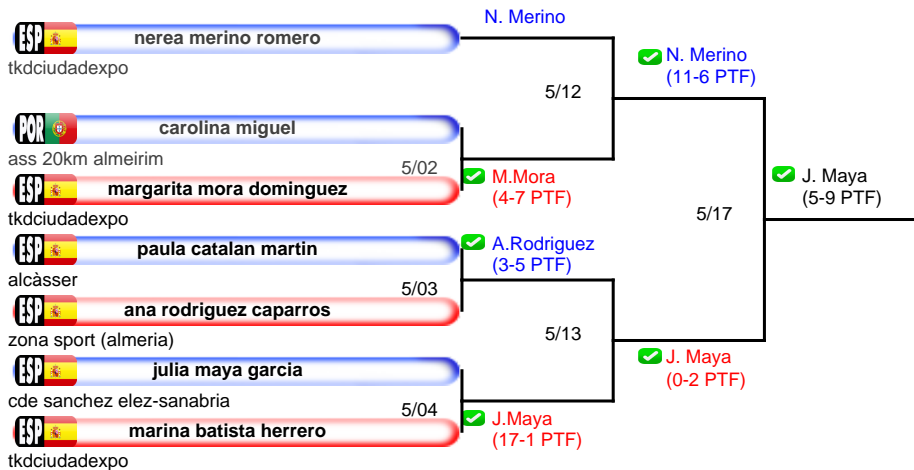 N. Merino
ESP nerea merino romero
tkdciudadexpo
N. Merino
(11-6 PTF)
5/12
POR carolina miguel
ass 20km almeirim
5/02
M.Mora
(4-7 PTF)
ESP margarita mora dominguez
tkdciudadexpo
J. Maya
(5-9 PTF)
5/17
ESP paula catalan martin
alcàsser
A.Rodriguez
(3-5 PTF)
5/03
ESP ana rodriguez caparros
zona sport (almeria)
5/13
ESP julia maya garcia
cde sanchez elez-sanabria
J. Maya
(0-2 PTF)
5/04
J.Maya
(17-1 PTF)
ESP marina batista herrero
tkdciudadexpo